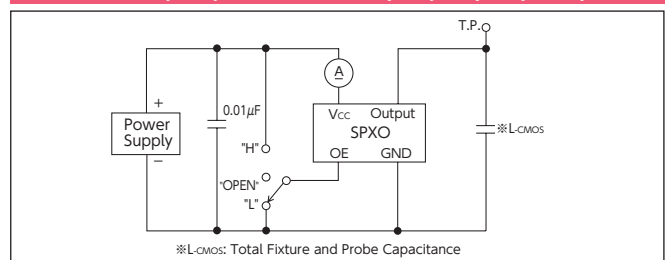 T.P.
A
0.01μF
+
Power
Supply
−
Vcc Output
SPXO
OE GND
※L-CMOS
"H"
"OPEN"
"L"
※L-CMOS: Total Fixture and Probe Capacitance